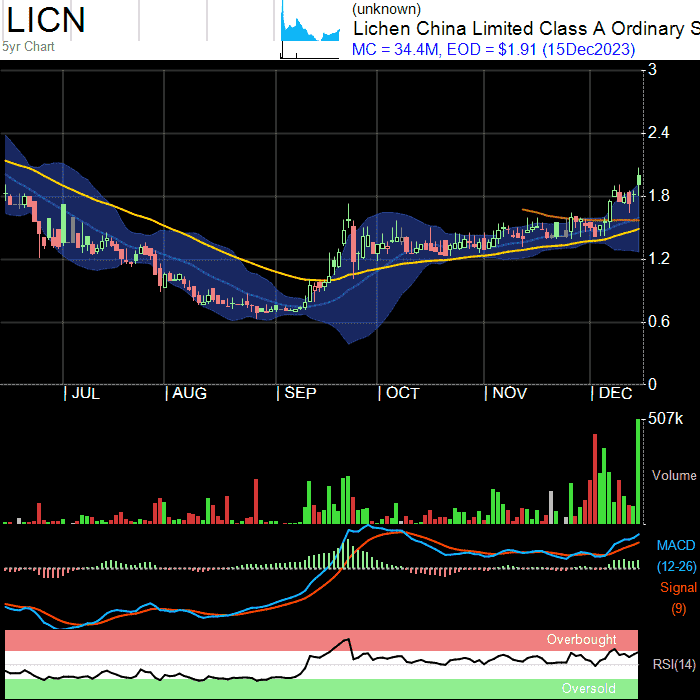 LICN
5yr Chart
(unknown)
Lichen China Limited Class A Ordinary S
MC = 34.4M, EOD = $1.91 (15Dec2023)
3
2.4
1.8
1.2
0.6
0
JUL AUG SEP OCT NOV DEC
507k
Volume
MACD
(12-26)
Signal
(9)
Overbought
RSI(14)
Oversold